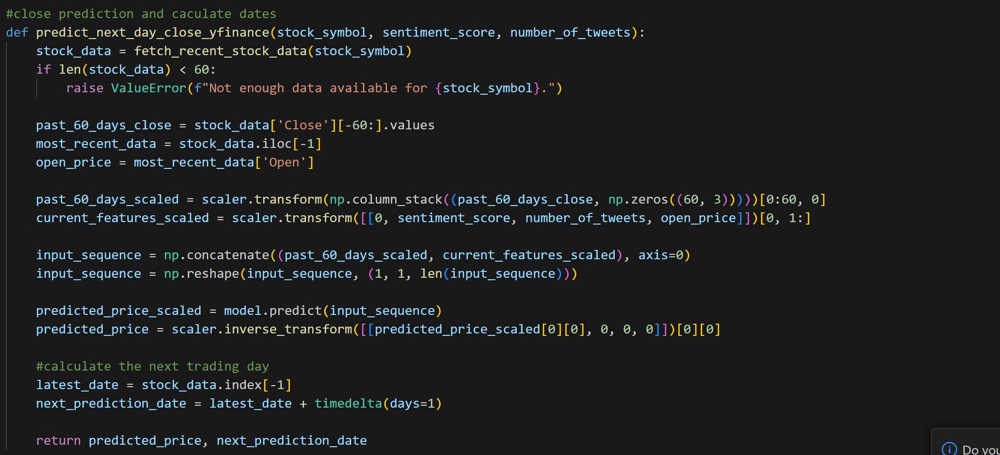 #close prediction and caculate dates
def predict_next_day_close_yfinance(stock_symbol, sentiment_score, number_of_tweets):
    stock_data = fetch_recent_stock_data(stock_symbol)
    if len(stock_data) < 60:
        raise ValueError(f"Not enough data available for {stock_symbol}.")

    past_60_days_close = stock_data['Close'][-60:].values
    most_recent_data = stock_data.iloc[-1]
    open_price = most_recent_data['Open']

    past_60_days_scaled = scaler.transform(np.column_stack((past_60_days_close, np.zeros((60, 3)))))[0:60, 0]
    current_features_scaled = scaler.transform([[0, sentiment_score, number_of_tweets, open_price]])[0, 1:]

    input_sequence = np.concatenate((past_60_days_scaled, current_features_scaled), axis=0)
    input_sequence = np.reshape(input_sequence, (1, 1, len(input_sequence)))

    predicted_price_scaled = model.predict(input_sequence)
    predicted_price = scaler.inverse_transform([[predicted_price_scaled[0][0], 0, 0, 0]])[0][0]

    #calculate the next trading day
    latest_date = stock_data.index[-1]
    next_prediction_date = latest_date + timedelta(days=1)

    return predicted_price, next_prediction_date
Do you